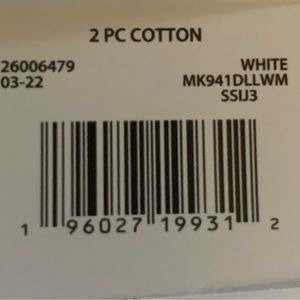 2 PC COTTON
26006479 WHITE
03-22 MK941DLLWM
SSIJ3
1 96027 19931 2